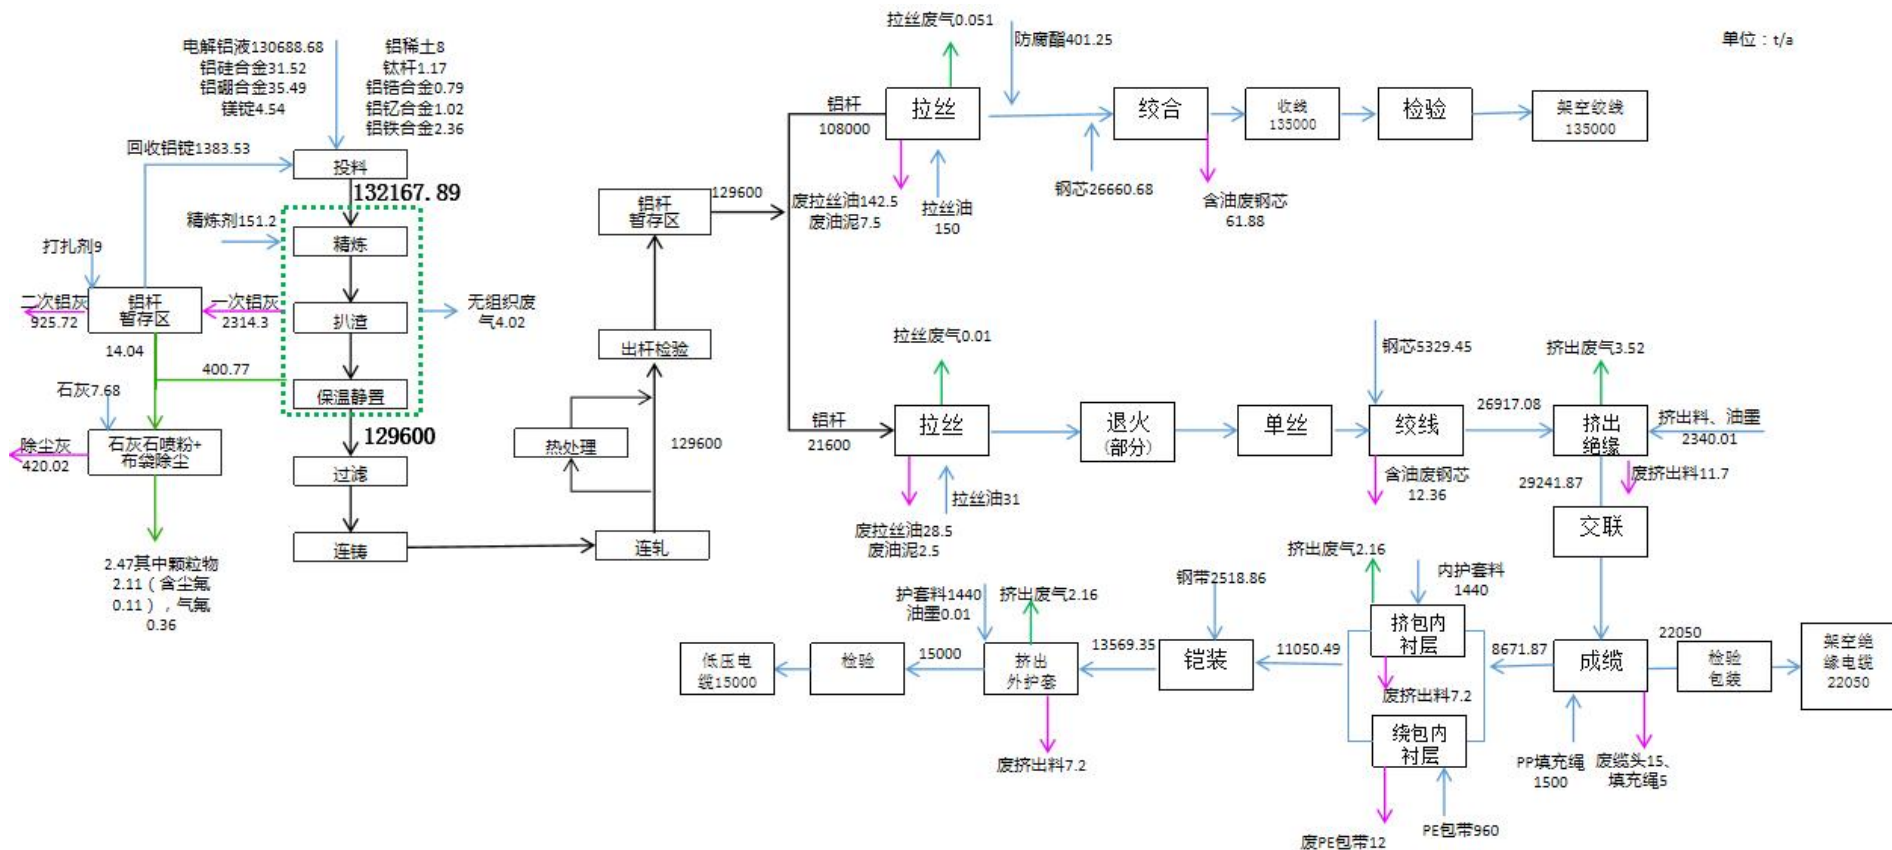 单位：t/a
电解铝液130688.68
铝硅合金31.52
铝硼合金35.49
镁锭4.54
铝稀土8
钛杆1.17
铝锆合金0.79
铝钇合金1.02
铝铁合金2.36
回收铝锭1383.53
投料
132167.89
精炼剂151.2
精炼
打扎剂9
二次铝灰
925.72
铝杆
暂存区
一次铝灰
2314.3
扒渣
无组织废
气4.02
14.04
400.77
保温静置
石灰7.68
129600
除尘灰
420.02
石灰石喷粉+
布袋除尘
过滤
连铸
2.47其中颗粒物
2.11（含尘氟
0.11），气氟
0.36
连轧
热处理
129600
出杆检验
铝杆
暂存区
129600
铝杆
108000
拉丝废气0.051
拉丝
废拉丝油142.5
废油泥7.5
拉丝油
150
防腐酯401.25
钢芯26660.68
绞合
含油废钢芯
61.88
收线
135000
检验
架空绞线
135000
铝杆
21600
拉丝废气0.01
拉丝
废拉丝油28.5
废油泥2.5
拉丝油31
退火
(部分)
单丝
钢芯5329.45
绞线
含油废钢芯
12.36
26917.08
挤出废气3.52
挤出
绝缘
挤出料、油墨
2340.01
废挤出料11.7
29241.87
交联
成缆
22050
检验
包装
架空绝
缘电缆
22050
PP填充绳
1500
废缆头15、
填充绳5
8671.87
挤出废气2.16
内护套料
1440
挤包内
衬层
废挤出料7.2
绕包内
衬层
废PE包带12
PE包带960
11050.49
钢带2518.86
铠装
13569.35
护套料1440
油墨0.01
挤出废气2.16
挤出
外护套
废挤出料7.2
15000
检验
低压电
缆15000